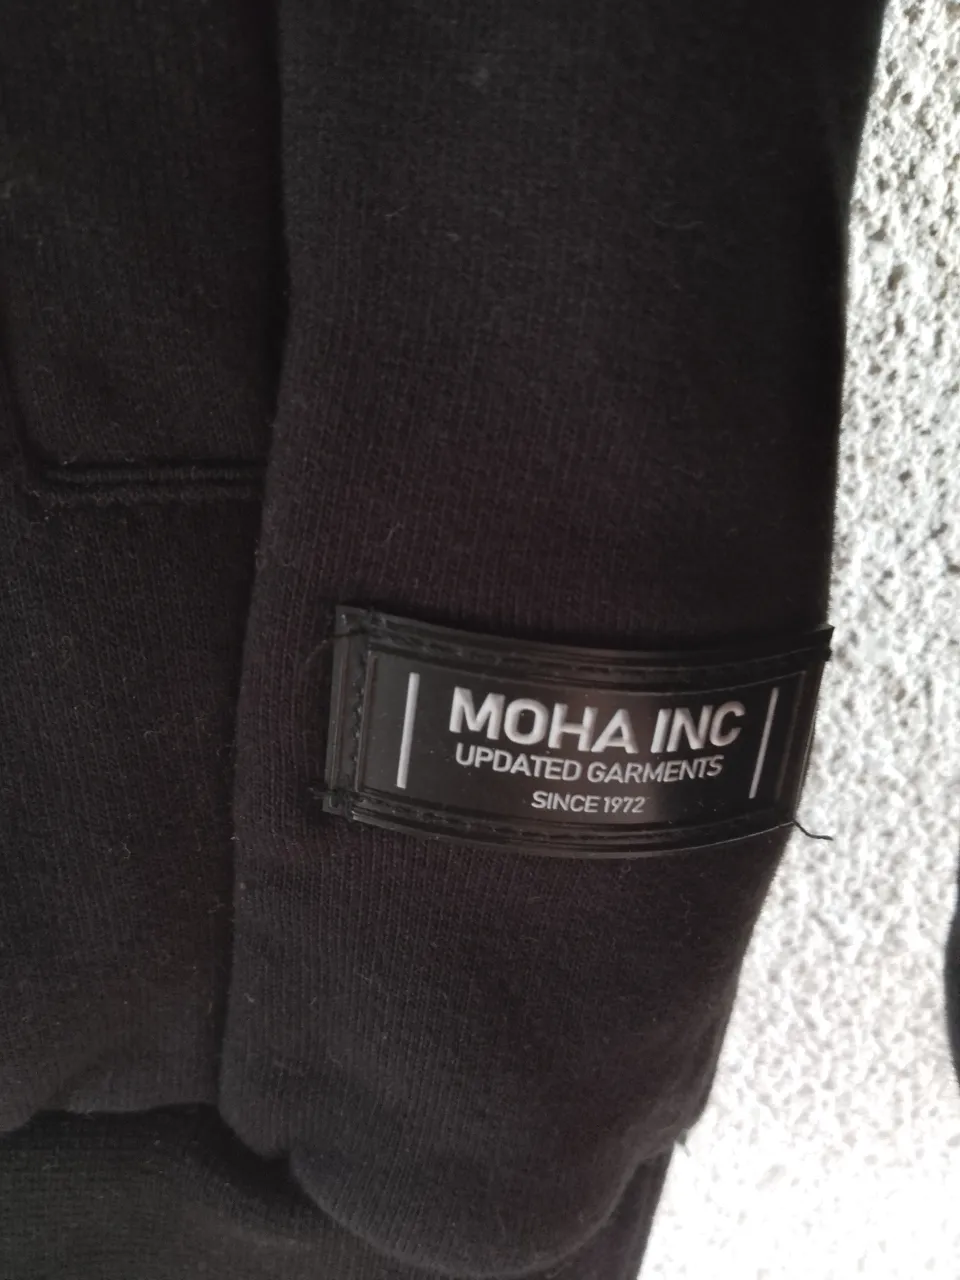 MOHA INC
UPDATED GARMENTS
SINCE 1972